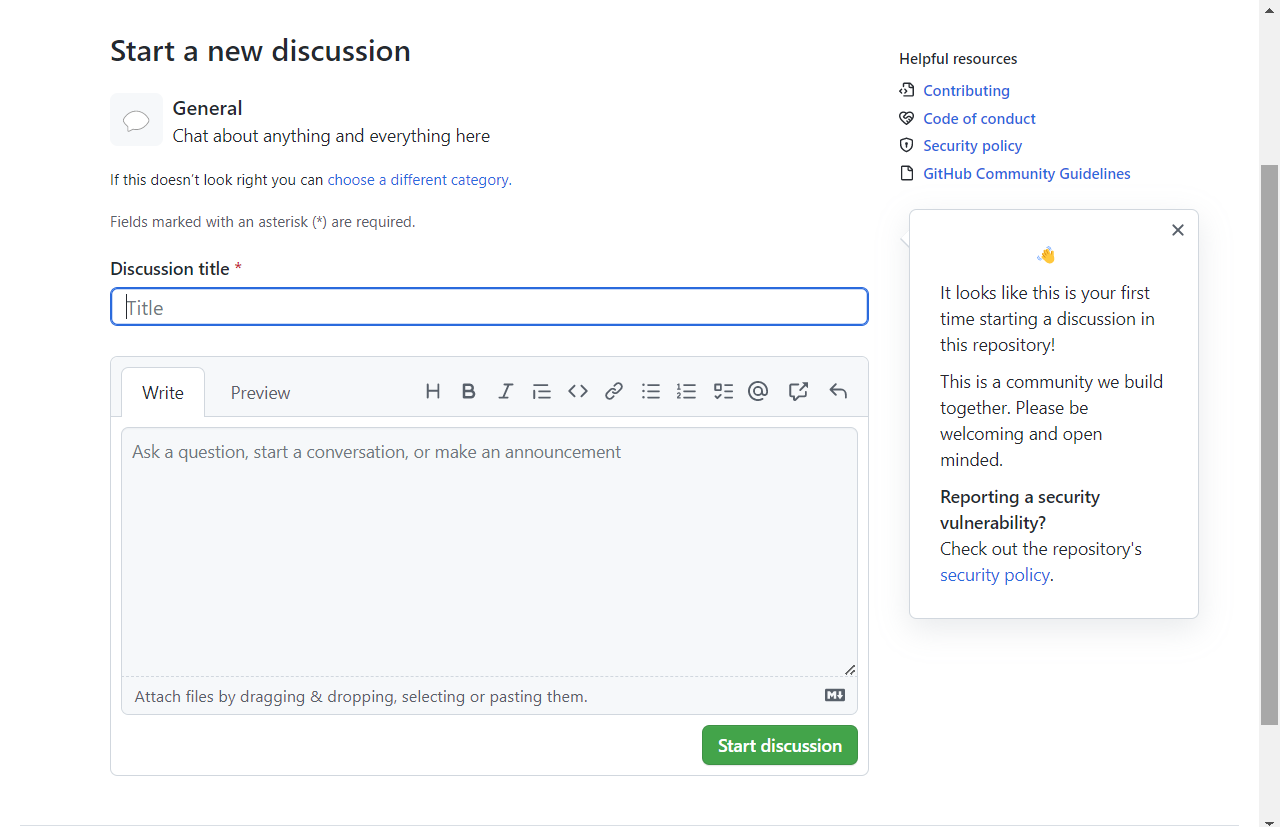 Start a new discussion
General
Chat about anything and everything here
If this doesn’t look right you can choose a different category.
Fields marked with an asterisk (*) are required.
Discussion title *
Title
Write
Preview
Ask a question, start a conversation, or make an announcement
Attach files by dragging & dropping, selecting or pasting them.
Start discussion
Helpful resources
Contributing
Code of conduct
Security policy
GitHub Community Guidelines
It looks like this is your first
time starting a discussion in
this repository!
This is a community we build
together. Please be
welcoming and open
minded.
Reporting a security
vulnerability?
Check out the repository's
security policy.